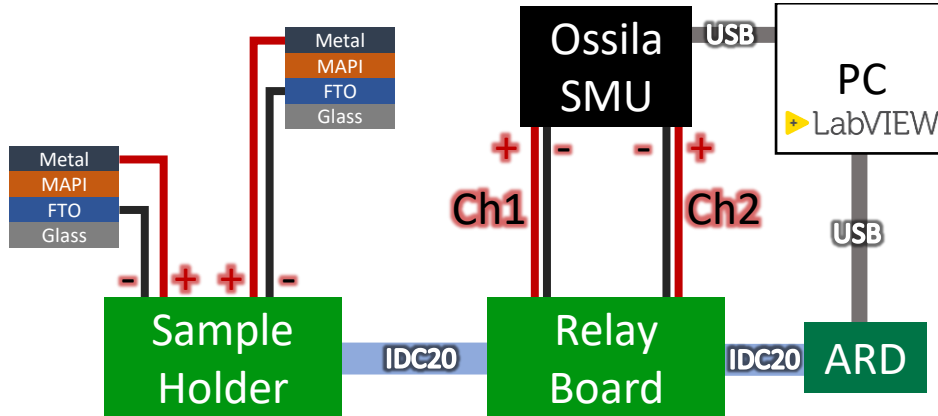 Metal
MAPI
FTO
Glass
Metal
MAPI
FTO
Glass
- + + -
Sample
Holder
IDC20
Ossila
SMU
USB
PC
LabVIEW
+ - - +
Ch1
Ch2
USB
Relay
Board
IDC20
ARD